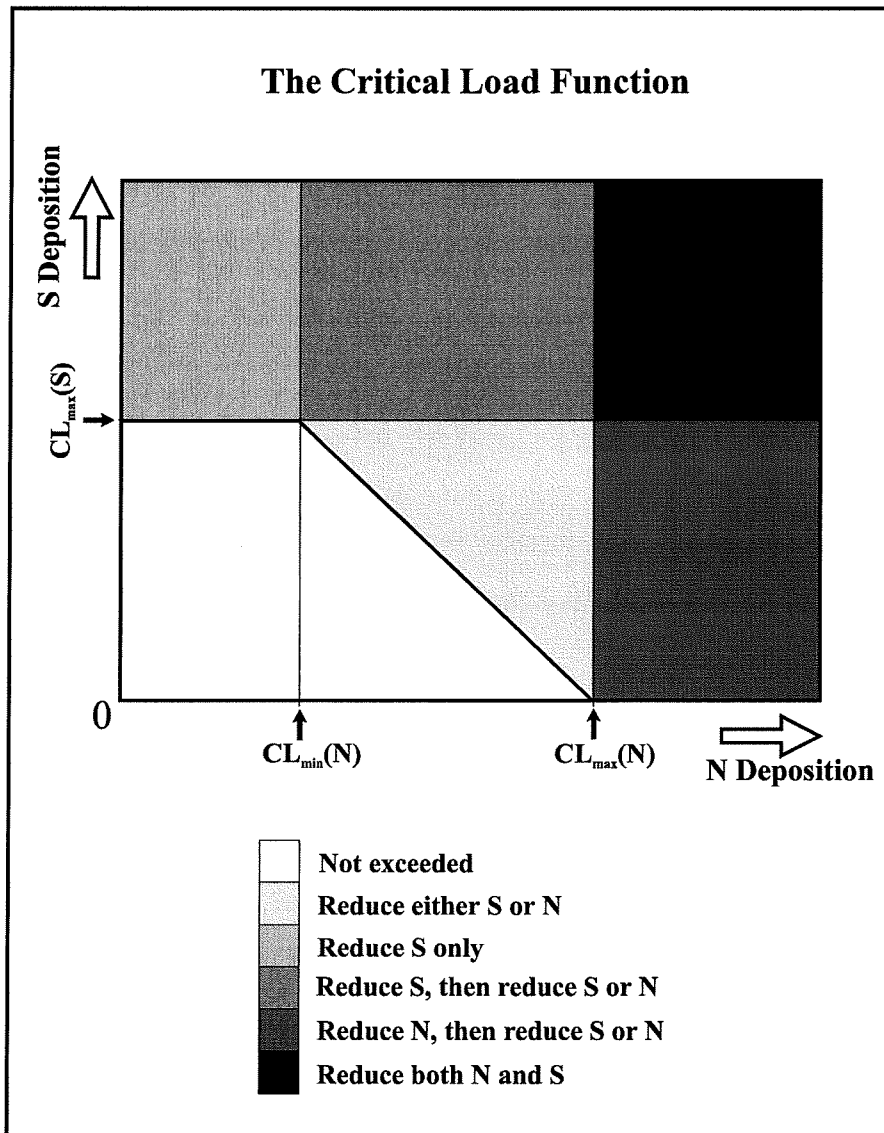 The Critical Load Function
S Deposition
CLmax(S)
0
CLmin(N)
CLmax(N)
N Deposition
Not exceeded
Reduce either S or N
Reduce S only
Reduce S, then reduce S or N
Reduce N, then reduce S or N
Reduce both N and S